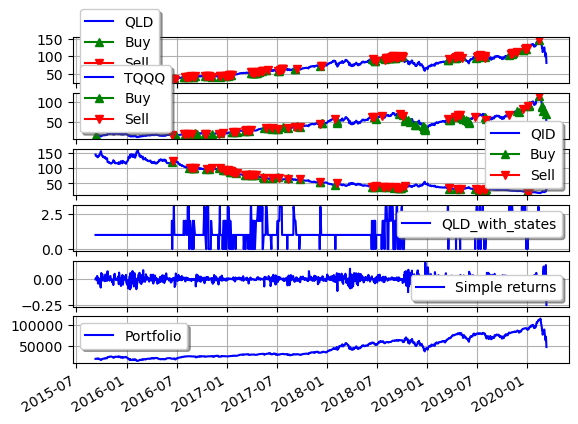 QLD
Buy
Sell
150
100
50
TQQQ
Buy
Sell
100
50
QID
Buy
Sell
150
100
50
QLD_with_states
2.5
0.0
Simple returns
0.00
−0.25
Portfolio
100000
50000
2015-07
2016-01
2016-07
2017-01
2017-07
2018-01
2018-07
2019-01
2019-07
2020-01